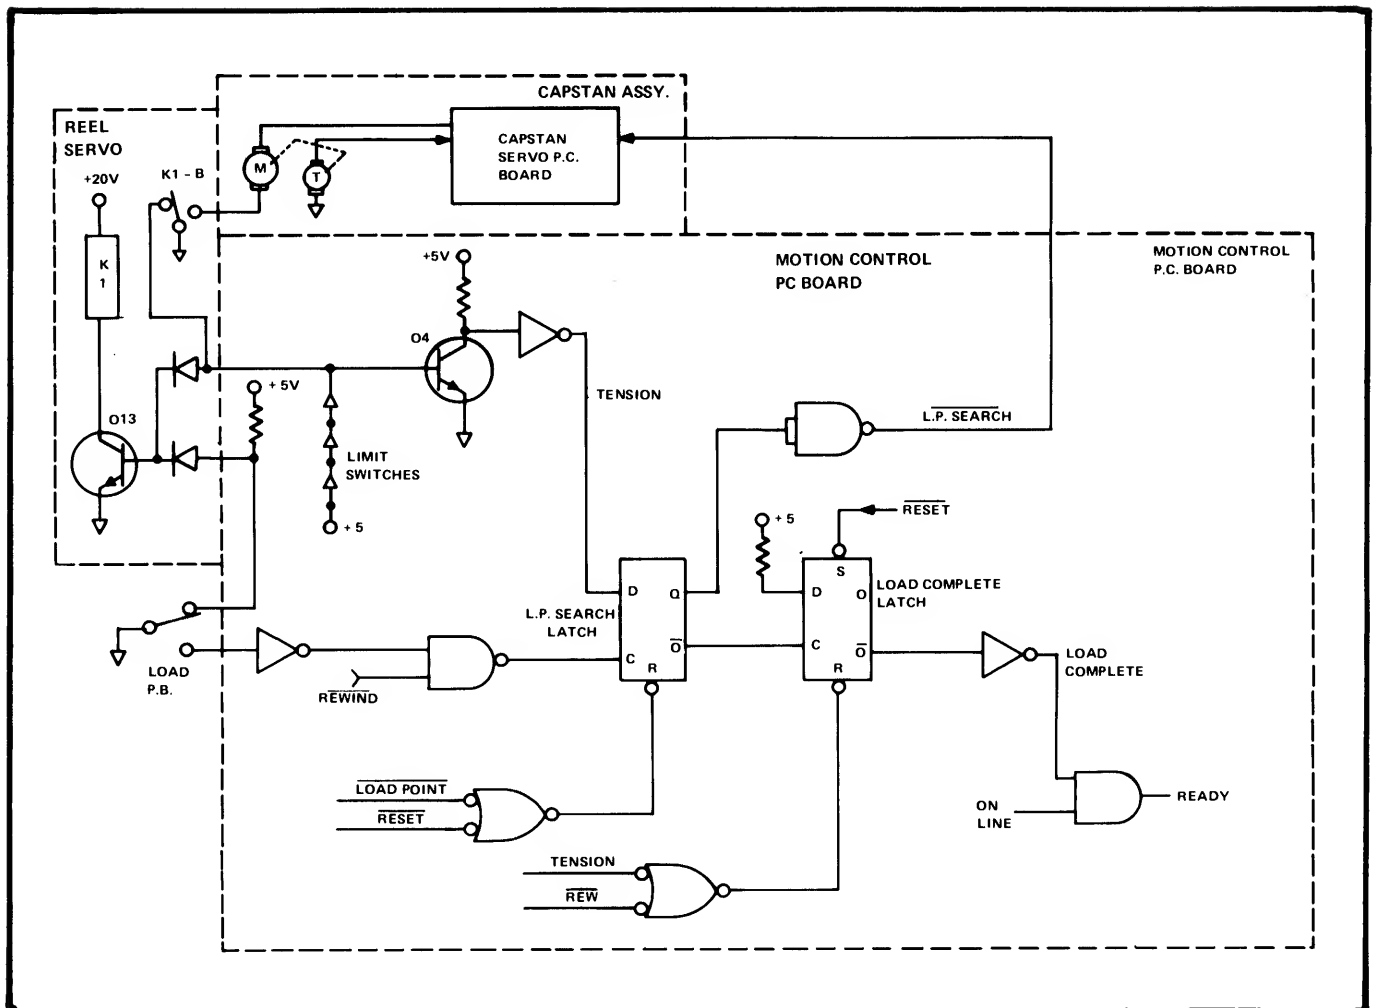 CAPSTAN ASSY.
REEL
SERVO
+20V
K1 - B
M
T
CAPSTAN
SERVO P.C.
BOARD
K
1
+5V
MOTION CONTROL
PC BOARD
MOTION CONTROL
P.C. BOARD
O4
TENSION
+ 5V
O13
LIMIT
SWITCHES
+ 5
L.P. SEARCH
+ 5
RESET
D
Q
O
C
R
L.P. SEARCH
LATCH
S
D
O
C
O
R
LOAD COMPLETE
LATCH
LOAD
P.B.
REWIND
LOAD
COMPLETE
LOAD POINT
RESET
ON
LINE
READY
TENSION
REW